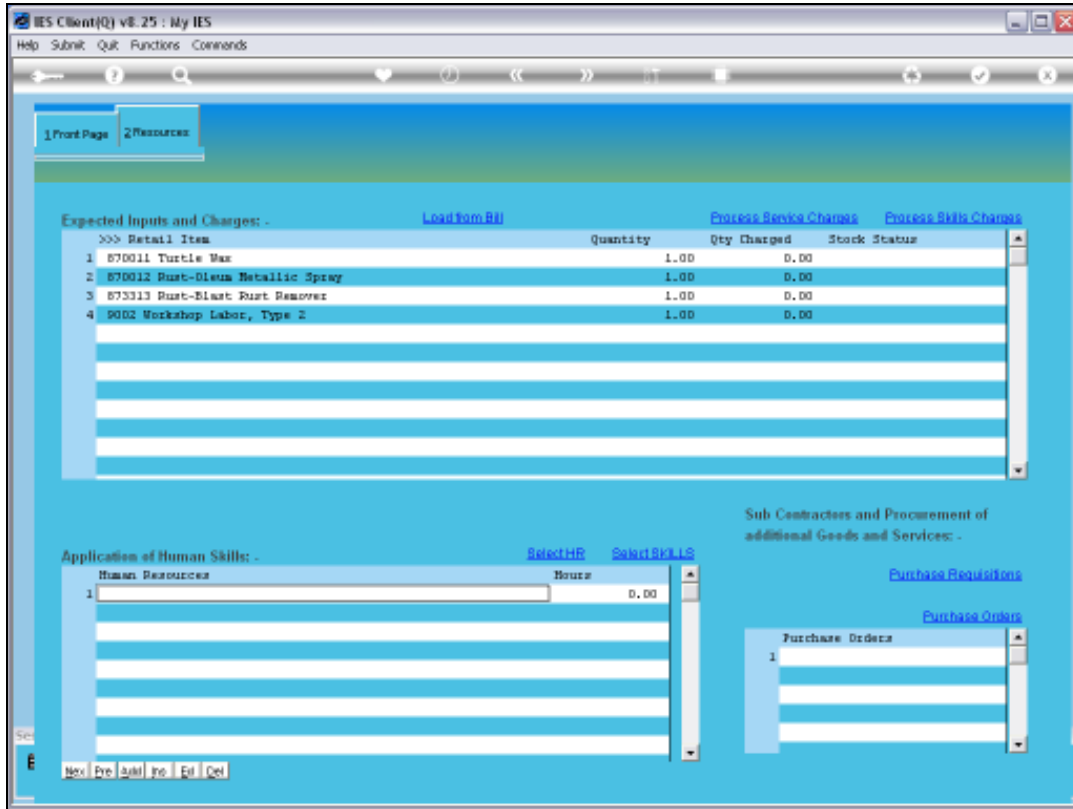 IES Client(Q) v8.25 : My IES
Help Submit Quit Functions Commands
1 Front Page 2 Resources
Expected Inputs and Charges: - Load from Bill Process Service Charges Process Skills Charges
>>> Retail Item Quantity Qty Charged Stock Status
1 870011 Turtle Wax 1.00 0.00
2 870012 Rust-Oleum Metallic Spray 1.00 0.00
3 873313 Rust-Blast Rust Remover 1.00 0.00
4 9002 Workshop Labor, Type 2 1.00 0.00
Sub Contractors and Procurement of
additional Goods and Services: -
Application of Human Skills: - Select HR Select SKILLS
Human Resources Hours
Purchase Requisitions
1 0.00
Purchase Orders
Purchase Orders
1
Ses
Nex Pre Add Ins Ed Del